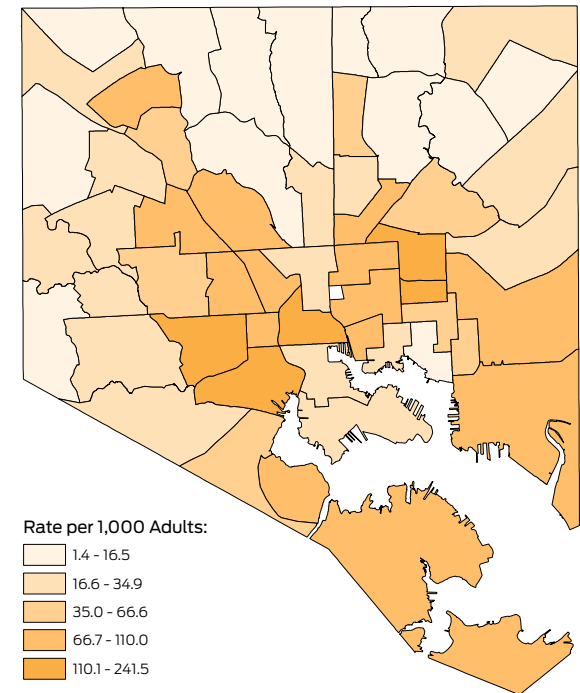 Rate per 1,000 Adults:
1.4 - 16.5
16.6 - 34.9
35.0 - 66.6
66.7 - 110.0
110.1 - 241.5